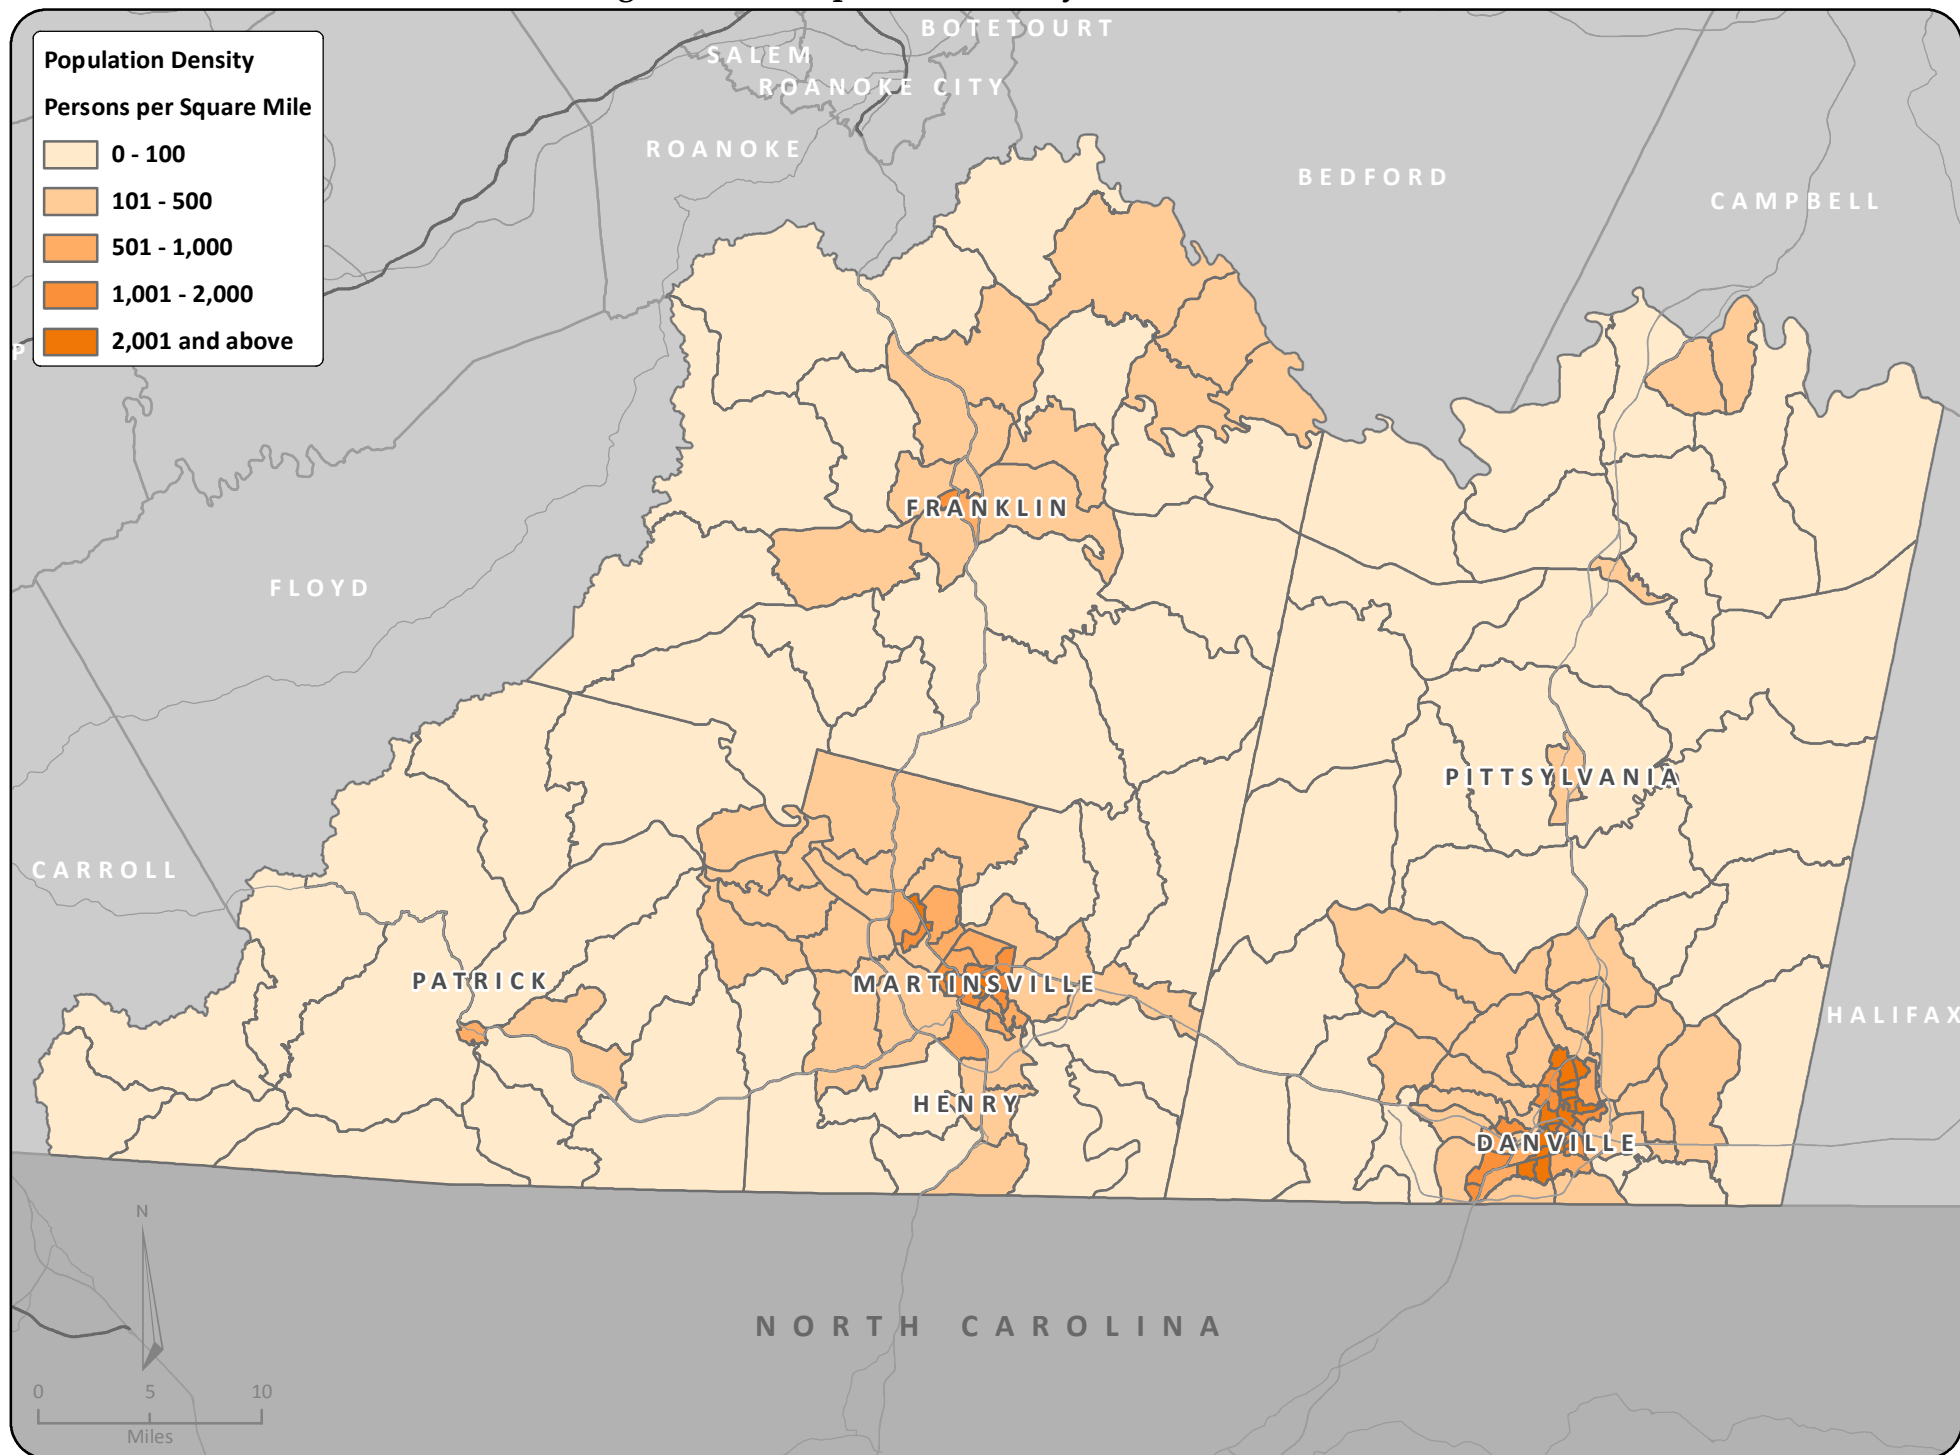 Population Density
Persons per Square Mile
0 - 100
101 - 500
501 - 1,000
1,001 - 2,000
2,001 and above
BOTETOURT
SALEM
ROANOKE CITY
ROANOKE
BEDFORD
CAMPBELL
P
FRANKLIN
FLOYD
PITTSYLVANIA
CARROLL
PATRICK
MARTINSVILLE
HALIFAX
HENRY
DANVILLE
N
NORTH CAROLINA
0 5 10
Miles